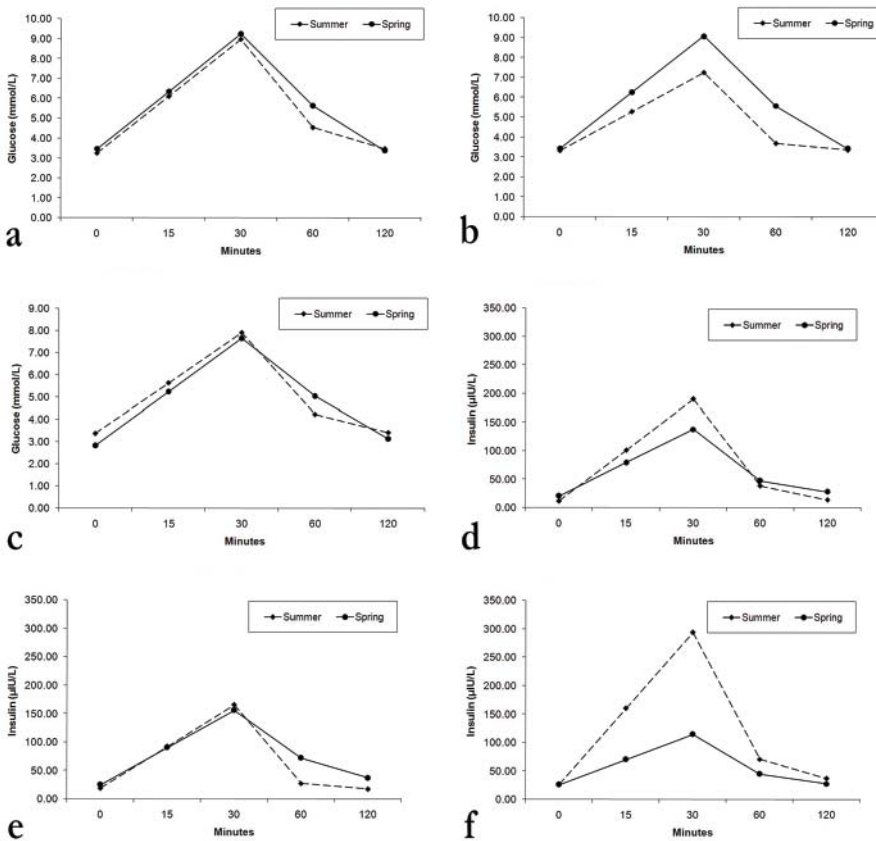 Summer Spring
Glucose (mmol/L)
10.00
9.00
8.00
7.00
6.00
5.00
4.00
3.00
2.00
1.00
0.00
0 15 30 60 120
Minutes
a
Summer Spring
Glucose (mmol/L)
10.00
9.00
8.00
7.00
6.00
5.00
4.00
3.00
2.00
1.00
0.00
0 15 30 60 120
Minutes
b
Summer Spring
Glucose (mmol/L)
9.00
8.00
7.00
6.00
5.00
4.00
3.00
2.00
1.00
0.00
0 15 30 60 120
Minutes
c
Summer Spring
Insulin (µIU/L)
350.00
300.00
250.00
200.00
150.00
100.00
50.00
0.00
0 15 30 60 120
Minutes
d
Summer Spring
Insulin (µIU/L)
350.00
300.00
250.00
200.00
150.00
100.00
50.00
0.00
0 15 30 60 120
Minutes
e
Summer Spring
Insulin (µIU/L)
350.00
300.00
250.00
200.00
150.00
100.00
50.00
0.00
0 15 30 60 120
Minutes
f